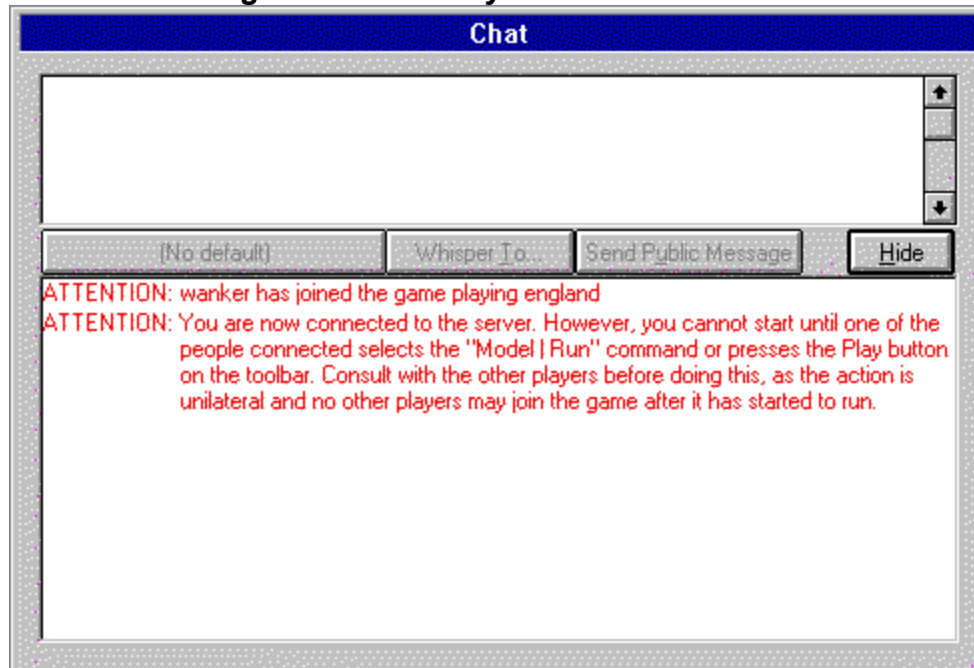 Chat
(No default) Whisper To... Send Public Message Hide
ATTENTION: wanker has joined the game playing england
ATTENTION: You are now connected to the server. However, you cannot start until one of the
people connected selects the "Model | Run" command or presses the Play button
on the toolbar. Consult with the other players before doing this, as the action is
unilateral and no other players may join the game after it has started to run.